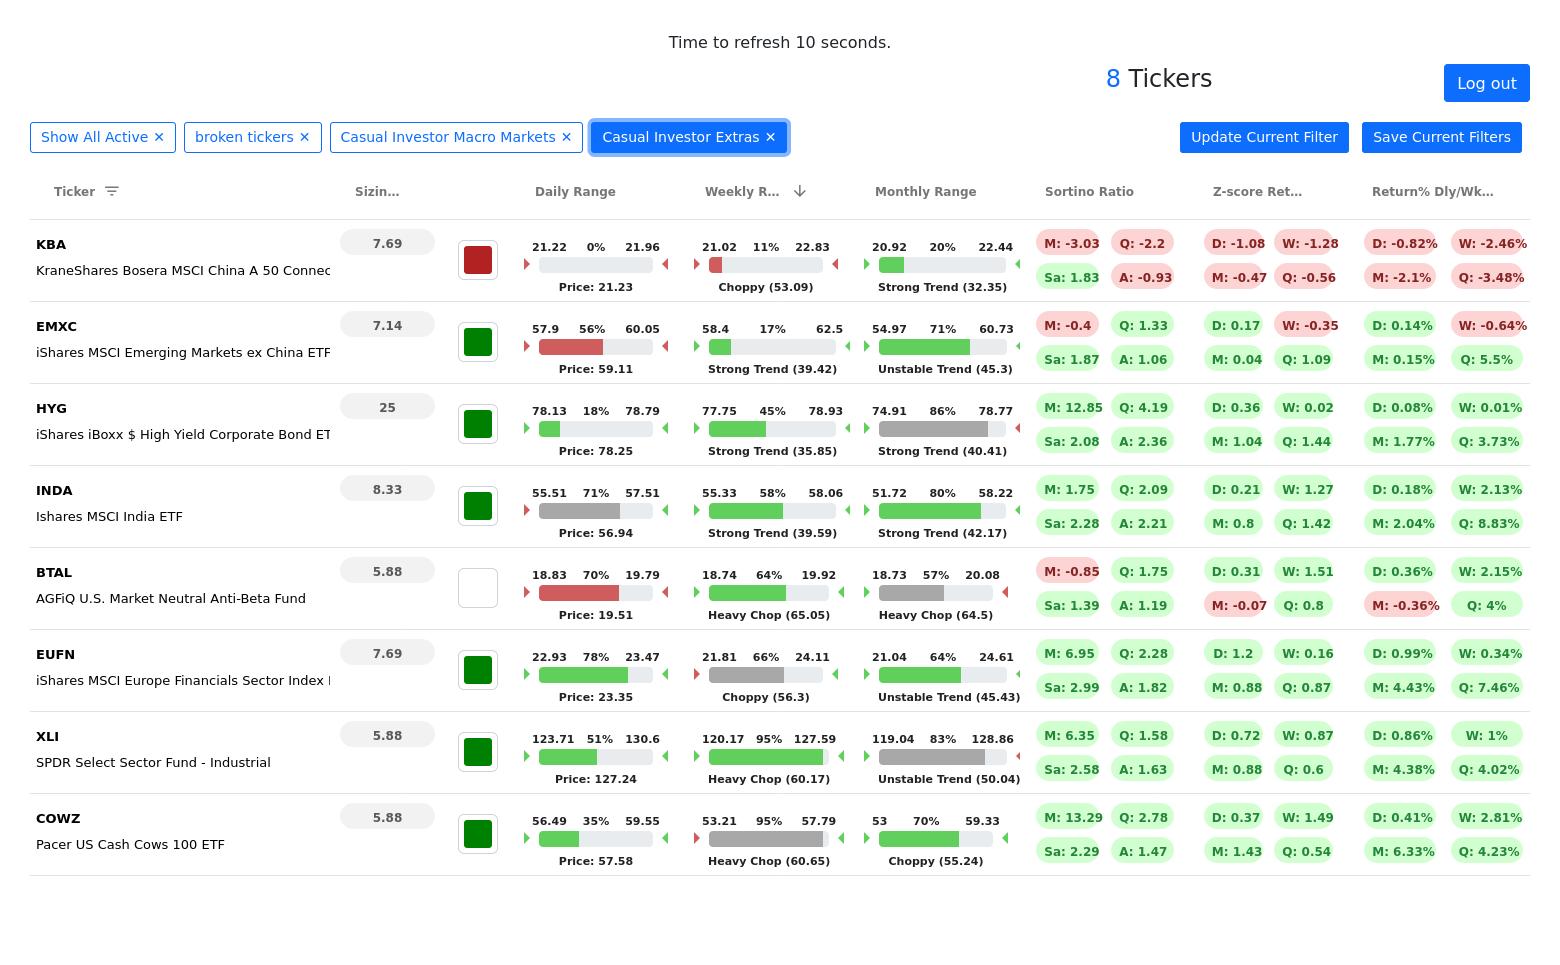 Time to refresh 10 seconds.
8 Tickers
Log out
Show All Active ✕ broken tickers ✕ Casual Investor Macro Markets ✕ Casual Investor Extras ✕ Update Current Filter Save Current Filters
Ticker Sizin… Daily Range Weekly R… Monthly Range Sortino Ratio Z-score Ret… Return% Dly/Wk…
KBA 7.69 21.22 0% 21.96 21.02 11% 22.83 20.92 20% 22.44 M: -3.03 Q: -2.2 D: -1.08 W: -1.28 D: -0.82% W: -2.46%
KraneShares Bosera MSCI China A 50 Connec Sa: 1.83 A: -0.93 M: -0.47 Q: -0.56 M: -2.1% Q: -3.48%
Price: 21.23 Choppy (53.09) Strong Trend (32.35)
EMXC 7.14 57.9 56% 60.05 58.4 17% 62.5 54.97 71% 60.73 M: -0.4 Q: 1.33 D: 0.17 W: -0.35 D: 0.14% W: -0.64%
iShares MSCI Emerging Markets ex China ETF Sa: 1.87 A: 1.06 M: 0.04 Q: 1.09 M: 0.15% Q: 5.5%
Price: 59.11 Strong Trend (39.42) Unstable Trend (45.3)
HYG 25 78.13 18% 78.79 77.75 45% 78.93 74.91 86% 78.77 M: 12.85 Q: 4.19 D: 0.36 W: 0.02 D: 0.08% W: 0.01%
iShares iBoxx $ High Yield Corporate Bond ET Sa: 2.08 A: 2.36 M: 1.04 Q: 1.44 M: 1.77% Q: 3.73%
Price: 78.25 Strong Trend (35.85) Strong Trend (40.41)
INDA 8.33 55.51 71% 57.51 55.33 58% 58.06 51.72 80% 58.22 M: 1.75 Q: 2.09 D: 0.21 W: 1.27 D: 0.18% W: 2.13%
Ishares MSCI India ETF Sa: 2.28 A: 2.21 M: 0.8 Q: 1.42 M: 2.04% Q: 8.83%
Price: 56.94 Strong Trend (39.59) Strong Trend (42.17)
BTAL 5.88 18.83 70% 19.79 18.74 64% 19.92 18.73 57% 20.08 M: -0.85 Q: 1.75 D: 0.31 W: 1.51 D: 0.36% W: 2.15%
AGFiQ U.S. Market Neutral Anti-Beta Fund Sa: 1.39 A: 1.19 M: -0.07 Q: 0.8 M: -0.36% Q: 4%
Price: 19.51 Heavy Chop (65.05) Heavy Chop (64.5)
EUFN 7.69 22.93 78% 23.47 21.81 66% 24.11 21.04 64% 24.61 M: 6.95 Q: 2.28 D: 1.2 W: 0.16 D: 0.99% W: 0.34%
iShares MSCI Europe Financials Sector Index Sa: 2.99 A: 1.82 M: 0.88 Q: 0.87 M: 4.43% Q: 7.46%
Price: 23.35 Choppy (56.3) Unstable Trend (45.43)
XLI 5.88 123.71 51% 130.6 120.17 95% 127.59 119.04 83% 128.86 M: 6.35 Q: 1.58 D: 0.72 W: 0.87 D: 0.86% W: 1%
SPDR Select Sector Fund - Industrial Sa: 2.58 A: 1.63 M: 0.88 Q: 0.6 M: 4.38% Q: 4.02%
Price: 127.24 Heavy Chop (60.17) Unstable Trend (50.04)
COWZ 5.88 56.49 35% 59.55 53.21 95% 57.79 53 70% 59.33 M: 13.29 Q: 2.78 D: 0.37 W: 1.49 D: 0.41% W: 2.81%
Pacer US Cash Cows 100 ETF Sa: 2.29 A: 1.47 M: 1.43 Q: 0.54 M: 6.33% Q: 4.23%
Price: 57.58 Heavy Chop (60.65) Choppy (55.24)